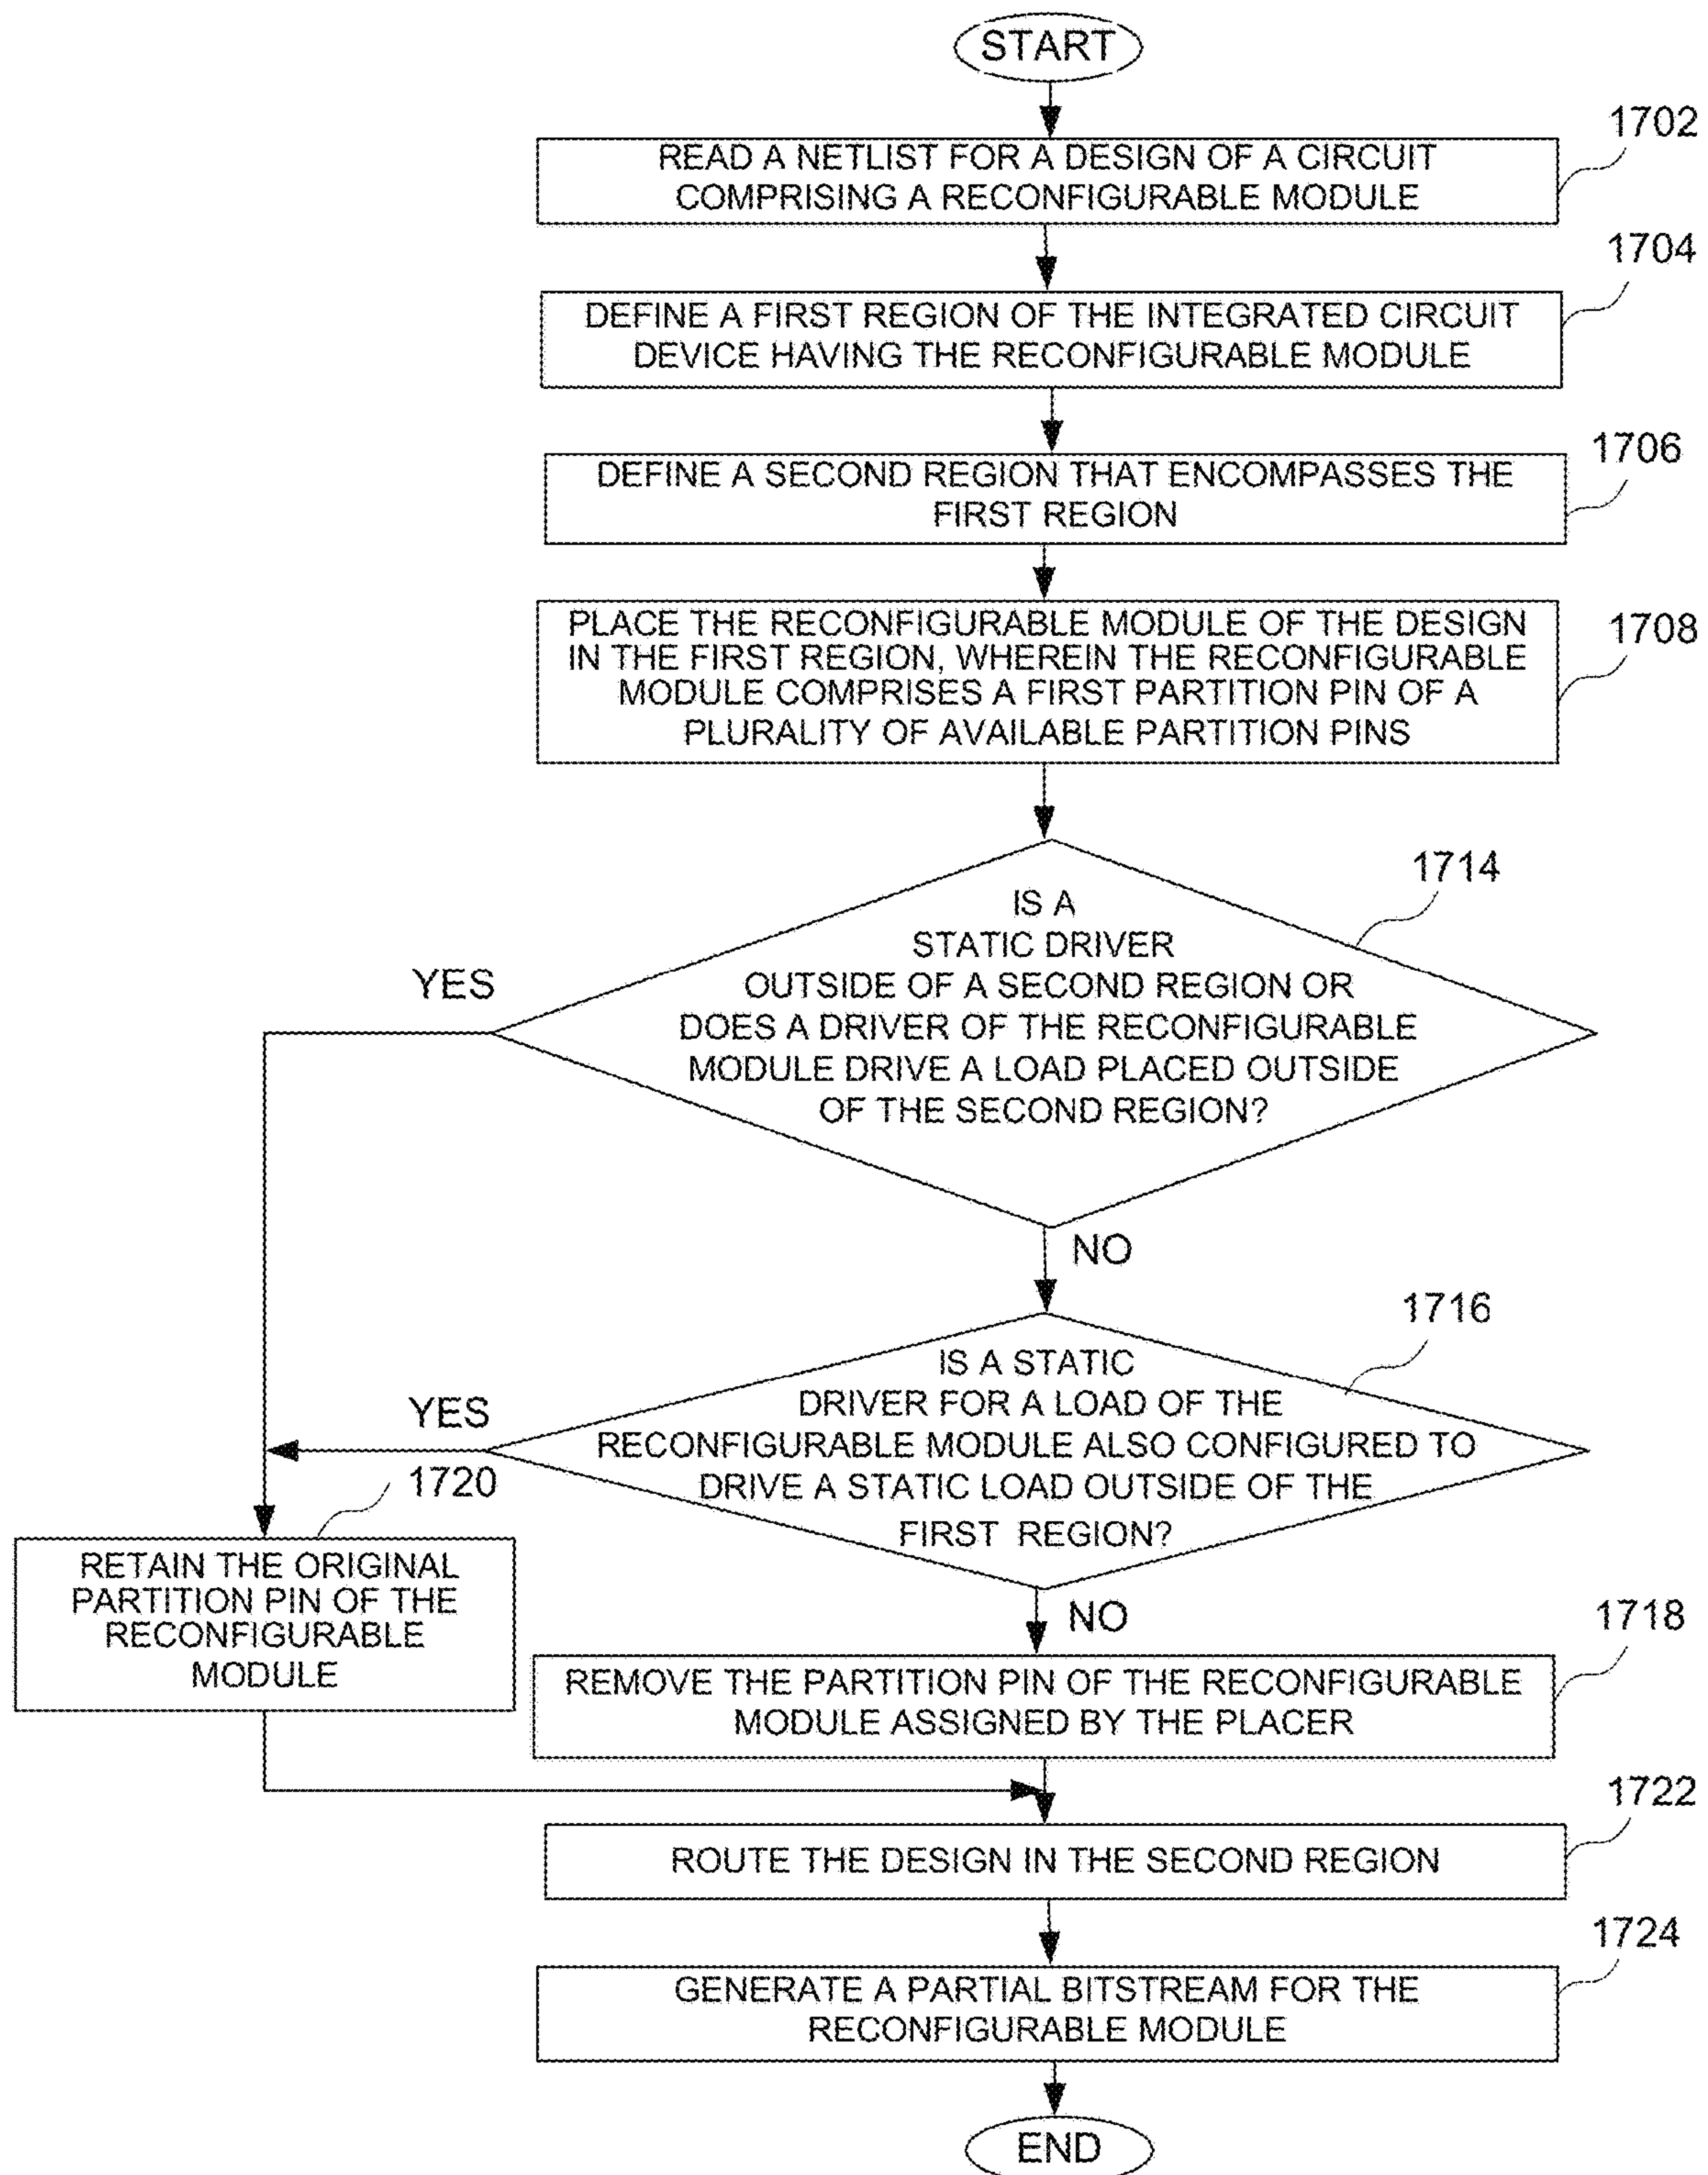 START
1702
READ A NETLIST FOR A DESIGN OF A CIRCUIT
COMPRISING A RECONFIGURABLE MODULE
1704
DEFINE A FIRST REGION OF THE INTEGRATED CIRCUIT
DEVICE HAVING THE RECONFIGURABLE MODULE
1706
DEFINE A SECOND REGION THAT ENCOMPASSES THE
FIRST REGION
1708
PLACE THE RECONFIGURABLE MODULE OF THE DESIGN
IN THE FIRST REGION, WHEREIN THE RECONFIGURABLE
MODULE COMPRISES A FIRST PARTITION PIN OF A
PLURALITY OF AVAILABLE PARTITION PINS
1714
IS A
STATIC DRIVER
OUTSIDE OF A SECOND REGION OR
DOES A DRIVER OF THE RECONFIGURABLE
MODULE DRIVE A LOAD PLACED OUTSIDE
OF THE SECOND REGION?
YES
NO
1716
IS A STATIC
DRIVER FOR A LOAD OF THE
RECONFIGURABLE MODULE ALSO CONFIGURED TO
DRIVE A STATIC LOAD OUTSIDE OF THE
FIRST REGION?
YES
1720
RETAIN THE ORIGINAL
PARTITION PIN OF THE
RECONFIGURABLE
MODULE
NO
1718
REMOVE THE PARTITION PIN OF THE RECONFIGURABLE
MODULE ASSIGNED BY THE PLACER
1722
ROUTE THE DESIGN IN THE SECOND REGION
1724
GENERATE A PARTIAL BITSTREAM FOR THE
RECONFIGURABLE MODULE
END